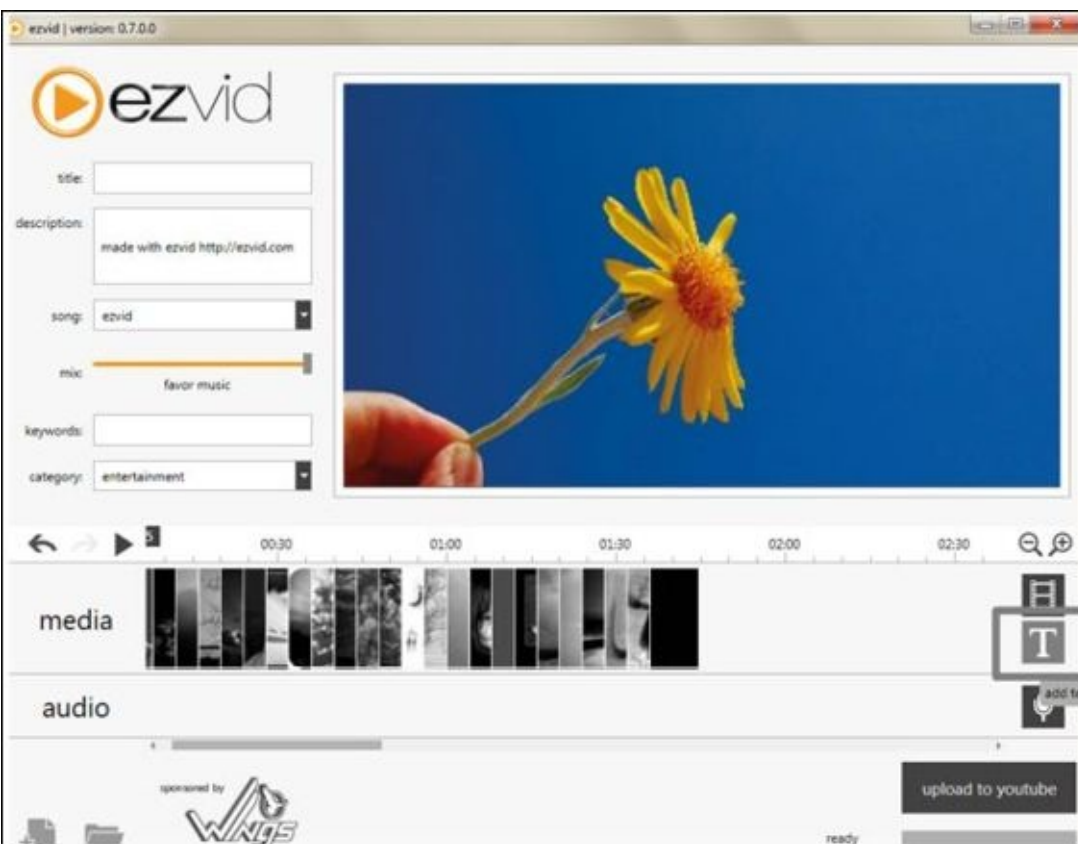 ezvid | version: 0.7.0.0
ezvid
title:
description:
made with ezvid http://ezvid.com
song:
ezvid
mix:
favor music
keywords:
category:
entertainment
00:30
01:00
01:30
02:00
02:30
media
T
add
audio
sponsored by
WINGS
upload to youtube
ready